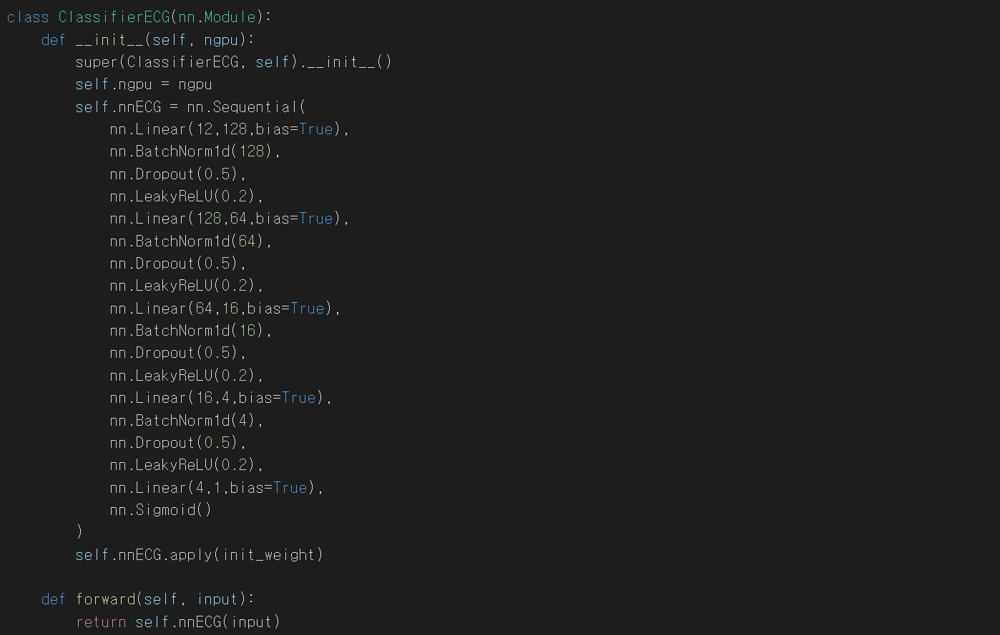 class ClassifierECG(nn.Module):
    def __init__(self, ngpu):
        super(ClassifierECG, self).__init__()
        self.ngpu = ngpu
        self.nnECG = nn.Sequential(
            nn.Linear(12,128,bias=True),
            nn.BatchNorm1d(128),
            nn.Dropout(0.5),
            nn.LeakyReLU(0.2),
            nn.Linear(128,64,bias=True),
            nn.BatchNorm1d(64),
            nn.Dropout(0.5),
            nn.LeakyReLU(0.2),
            nn.Linear(64,16,bias=True),
            nn.BatchNorm1d(16),
            nn.Dropout(0.5),
            nn.LeakyReLU(0.2),
            nn.Linear(16,4,bias=True),
            nn.BatchNorm1d(4),
            nn.Dropout(0.5),
            nn.LeakyReLU(0.2),
            nn.Linear(4,1,bias=True),
            nn.Sigmoid()
        )
        self.nnECG.apply(init_weight)

    def forward(self, input):
        return self.nnECG(input)